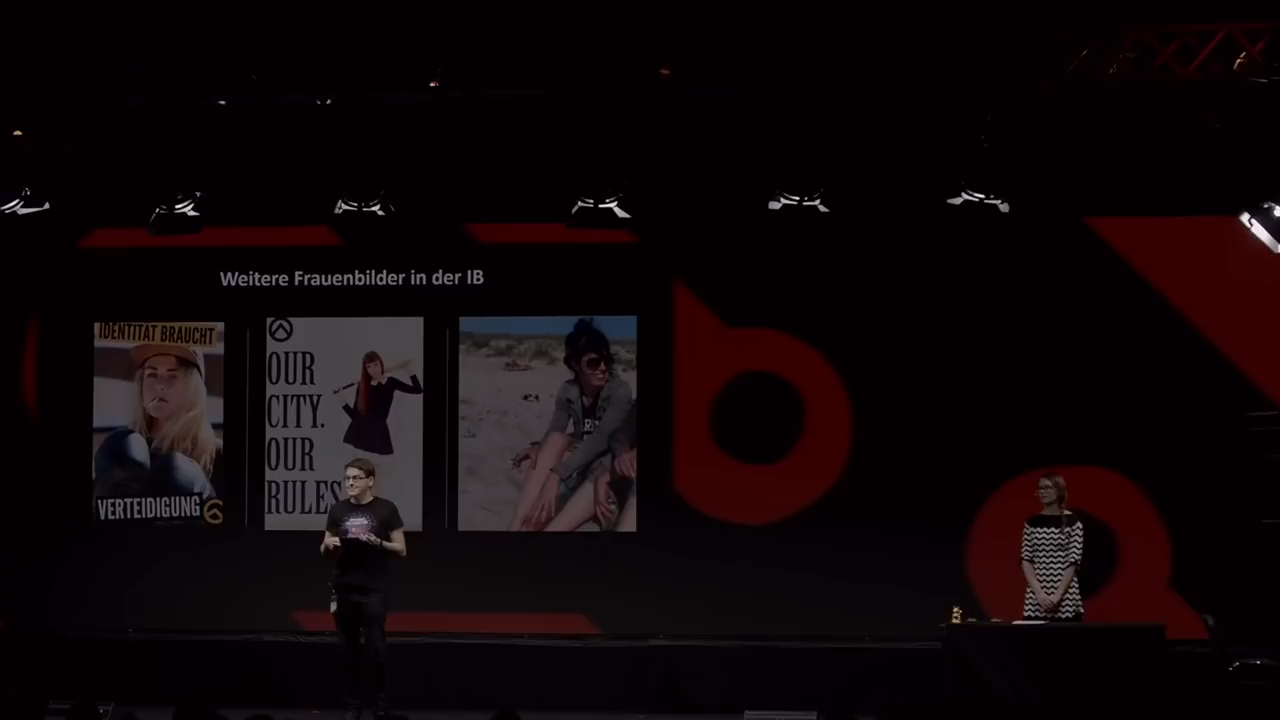 Weitere Frauenbilder in der IB
IDENTITÄT BRAUCHT
VERTEIDIGUNG
OUR
CITY.
OUR
RULES